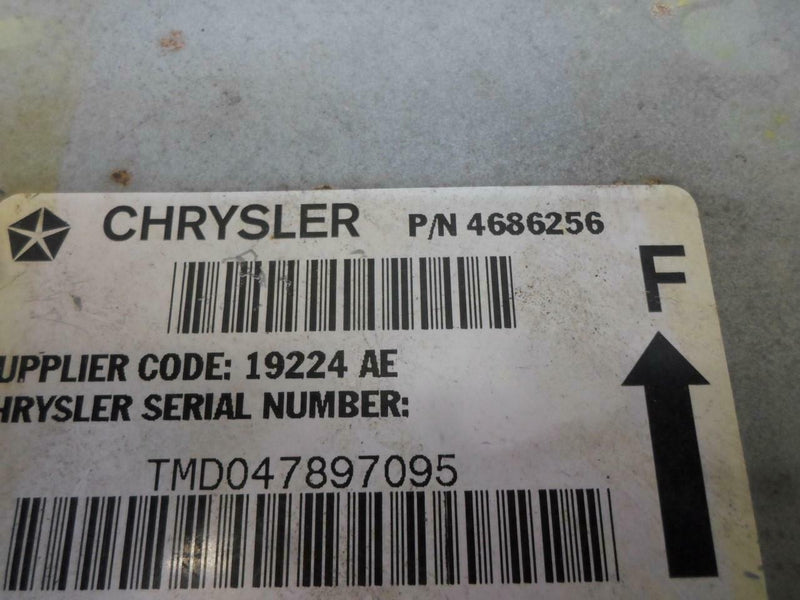 CHRYSLER P/N 4686256
F
UPPLIER CODE: 19224 AE
HRYSLER SERIAL NUMBER:
TMD047897095